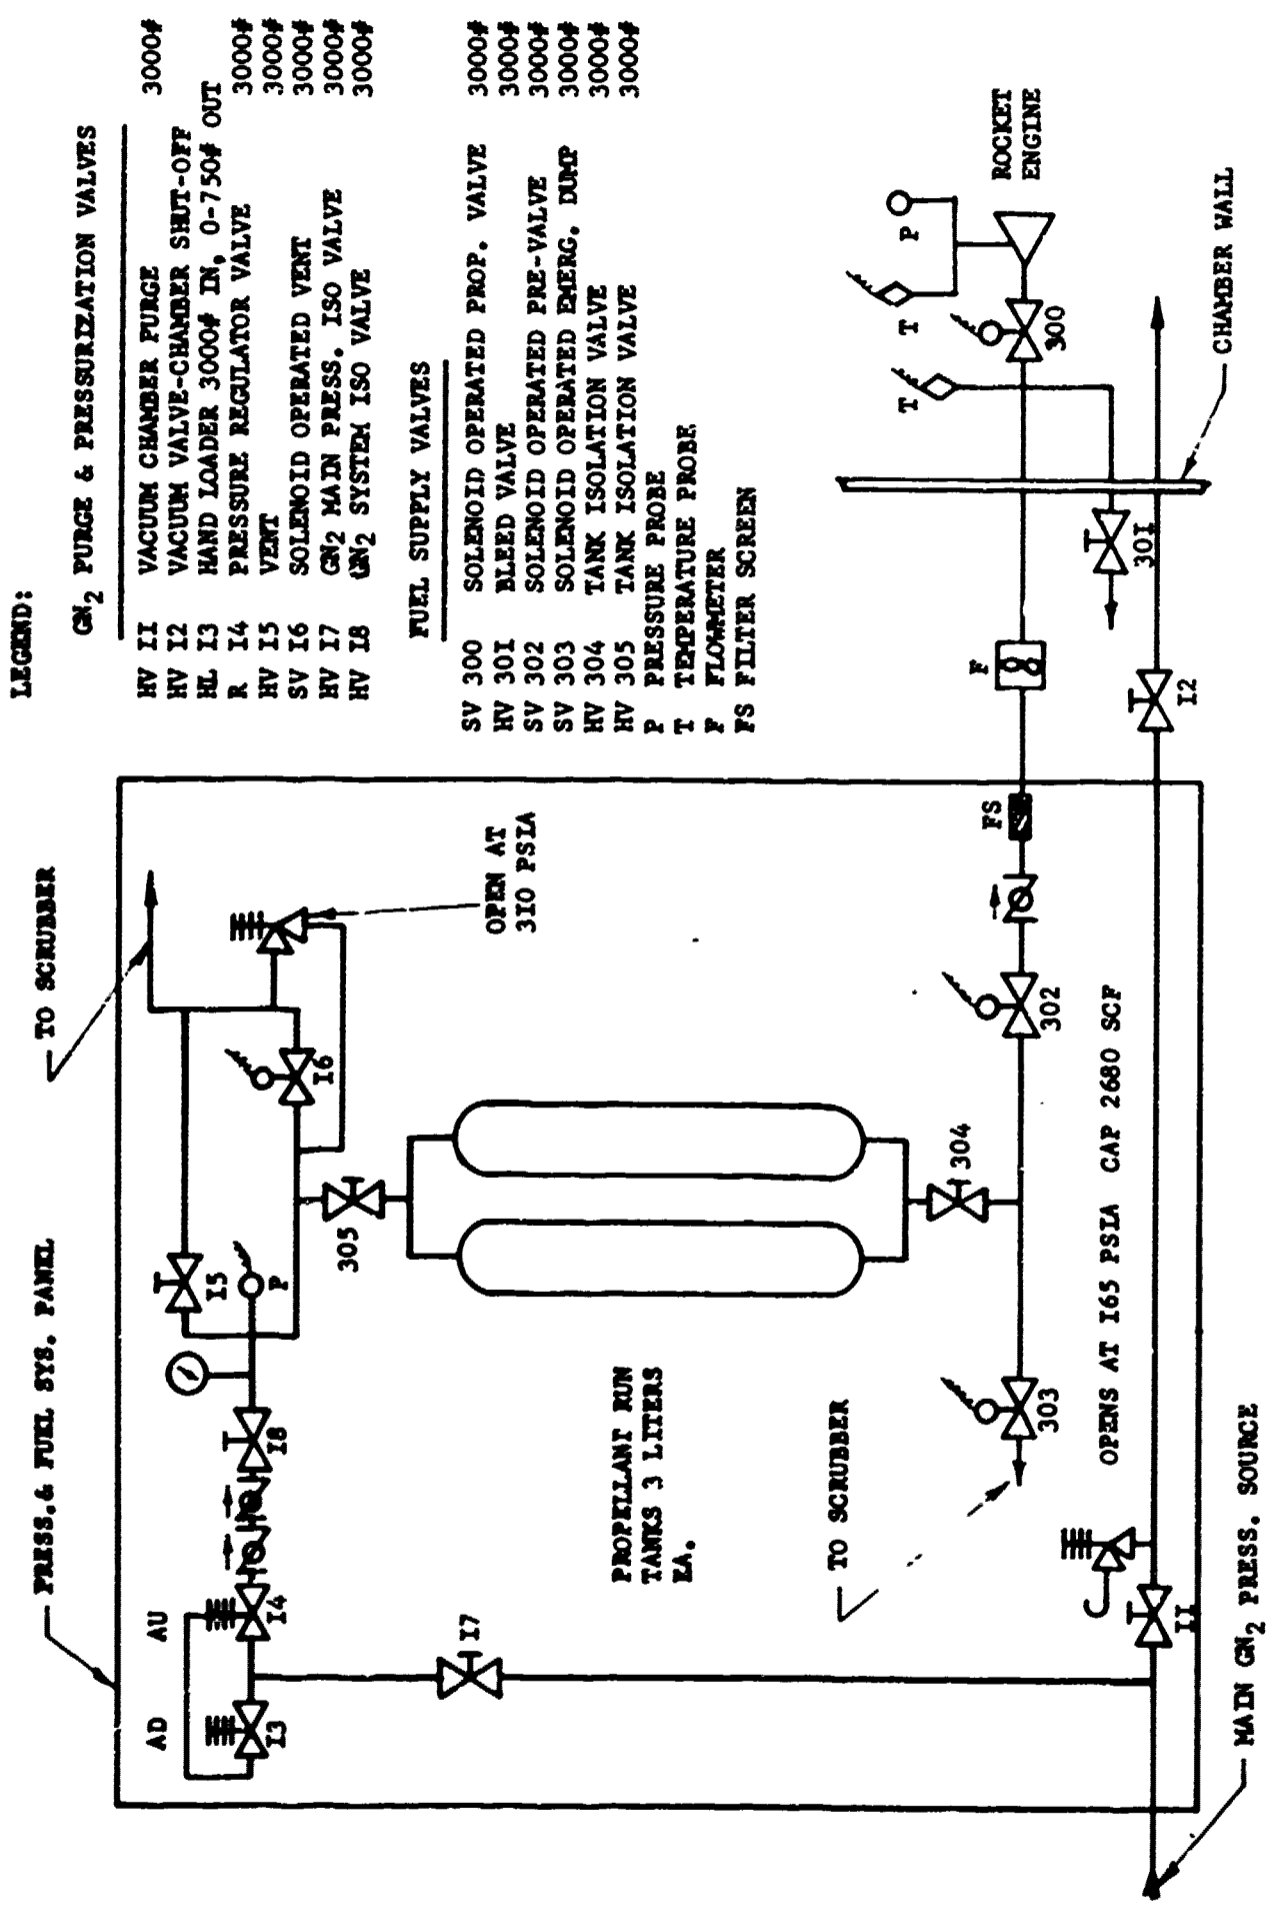 LEGEND:
GN2 PURGE & PRESSURIZATION VALVES
HV II VACUUM CHAMBER PURGE 3000#
HV I2 VACUUM VALVE-CHAMBER SHUT-OFF
HL I3 HAND LOADER 3000# IN, 0-750# OUT
R I4 PRESSURE REGULATOR VALVE 3000#
HV I5 VENT 3000#
SV I6 SOLENOID OPERATED VENT 3000#
HV I7 GN2 MAIN PRESS. ISO VALVE 3000#
HV I8 GN2 SYSTEM ISO VALVE 3000#
FUEL SUPPLY VALVES
SV 300 SOLENOID OPERATED PROP. VALVE 3000#
HV 30I BLEED VALVE 3000#
SV 302 SOLENOID OPERATED PRE-VALVE 3000#
SV 303 SOLENOID OPERATED EMERG. DUMP 3000#
HV 304 TANK ISOLATION VALVE 3000#
HV 305 TANK ISOLATION VALVE 3000#
P PRESSURE PROBE
T TEMPERATURE PROBE
F FLOWMETER
FS FILTER SCREEN
PRESS.& FUEL SYS. PANEL
TO SCRUBBER
AD
AU
I3
I4
I8
I5
P
I6
OPEN AT
3I0 PSIA
305
I7
PROPELLANT RUN
TANKS 3 LITERS
EA.
304
TO SCRUBBER
303
302
FS
F
T
T
P
300
ROCKET
ENGINE
OPENS AT I65 PSIA CAP 2680 SCF
II
I2
30I
CHAMBER WALL
MAIN GN2 PRESS. SOURCE